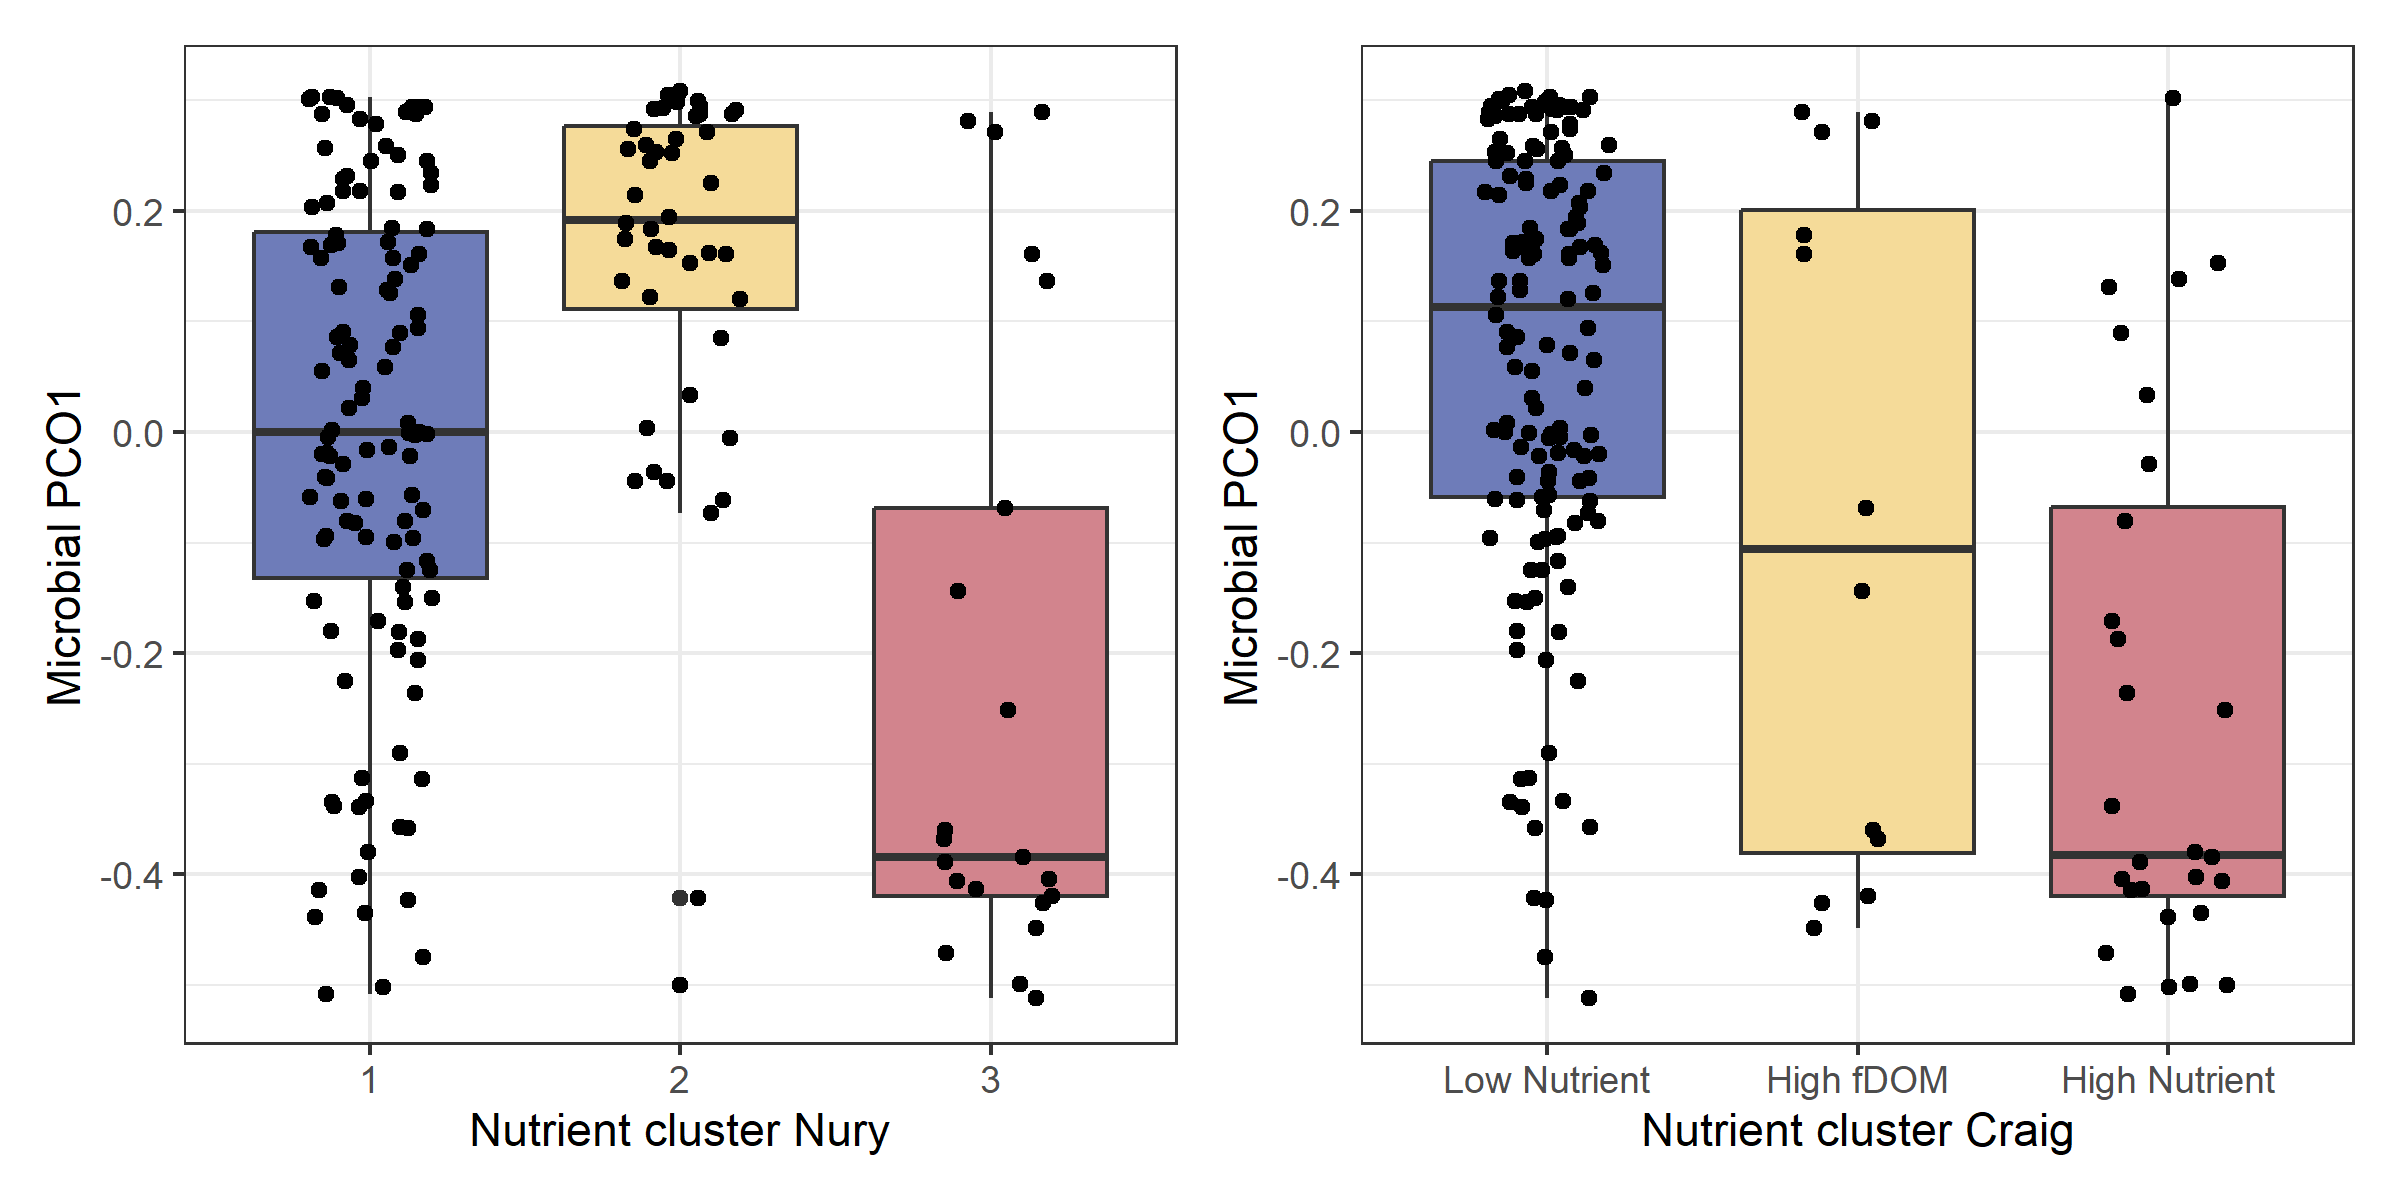 Microbial PCO1
0.2
0.0
-0.2
-0.4
1
2
3
Nutrient cluster Nury
Microbial PCO1
0.2
0.0
-0.2
-0.4
Low Nutrient
High fDOM
High Nutrient
Nutrient cluster Craig